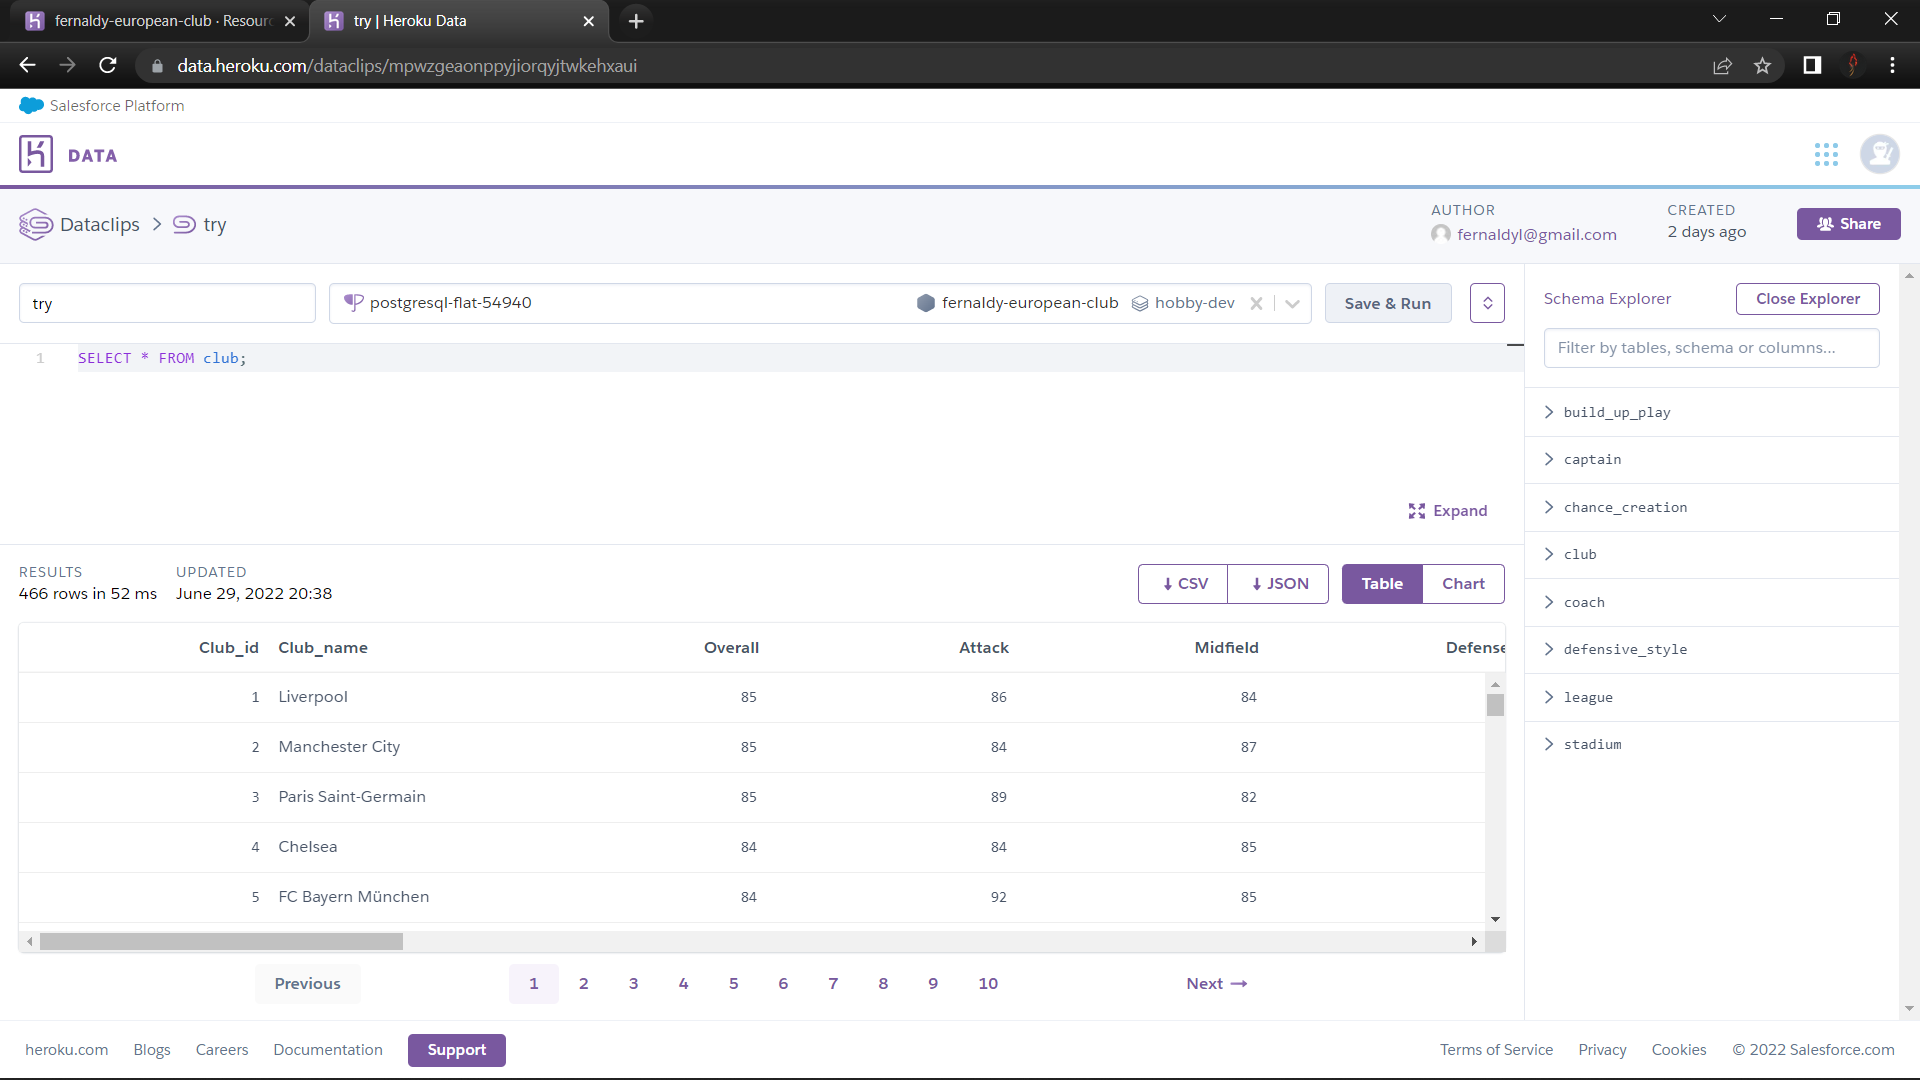 fernaldy-european-club · Resour
try | Heroku Data
data.heroku.com/dataclips/mpwzgeaonppyjiorqyjtwkehxaui
Salesforce Platform
DATA
Dataclips > try
AUTHOR
fernaldyl@gmail.com
CREATED
2 days ago
Share
try
postgresql-flat-54940
fernaldy-european-club
hobby-dev
Save & Run
1 SELECT * FROM club;
Expand
Schema Explorer
Close Explorer
Filter by tables, schema or columns...
build_up_play
captain
chance_creation
club
coach
defensive_style
league
stadium
RESULTS
466 rows in 52 ms
UPDATED
June 29, 2022 20:38
CSV
JSON
Table
Chart
Club_id Club_name Overall Attack Midfield Defense
1 Liverpool 85 86 84
2 Manchester City 85 84 87
3 Paris Saint-Germain 85 89 82
4 Chelsea 84 84 85
5 FC Bayern München 84 92 85
Previous 1 2 3 4 5 6 7 8 9 10 Next →
heroku.com Blogs Careers Documentation Support Terms of Service Privacy Cookies © 2022 Salesforce.com